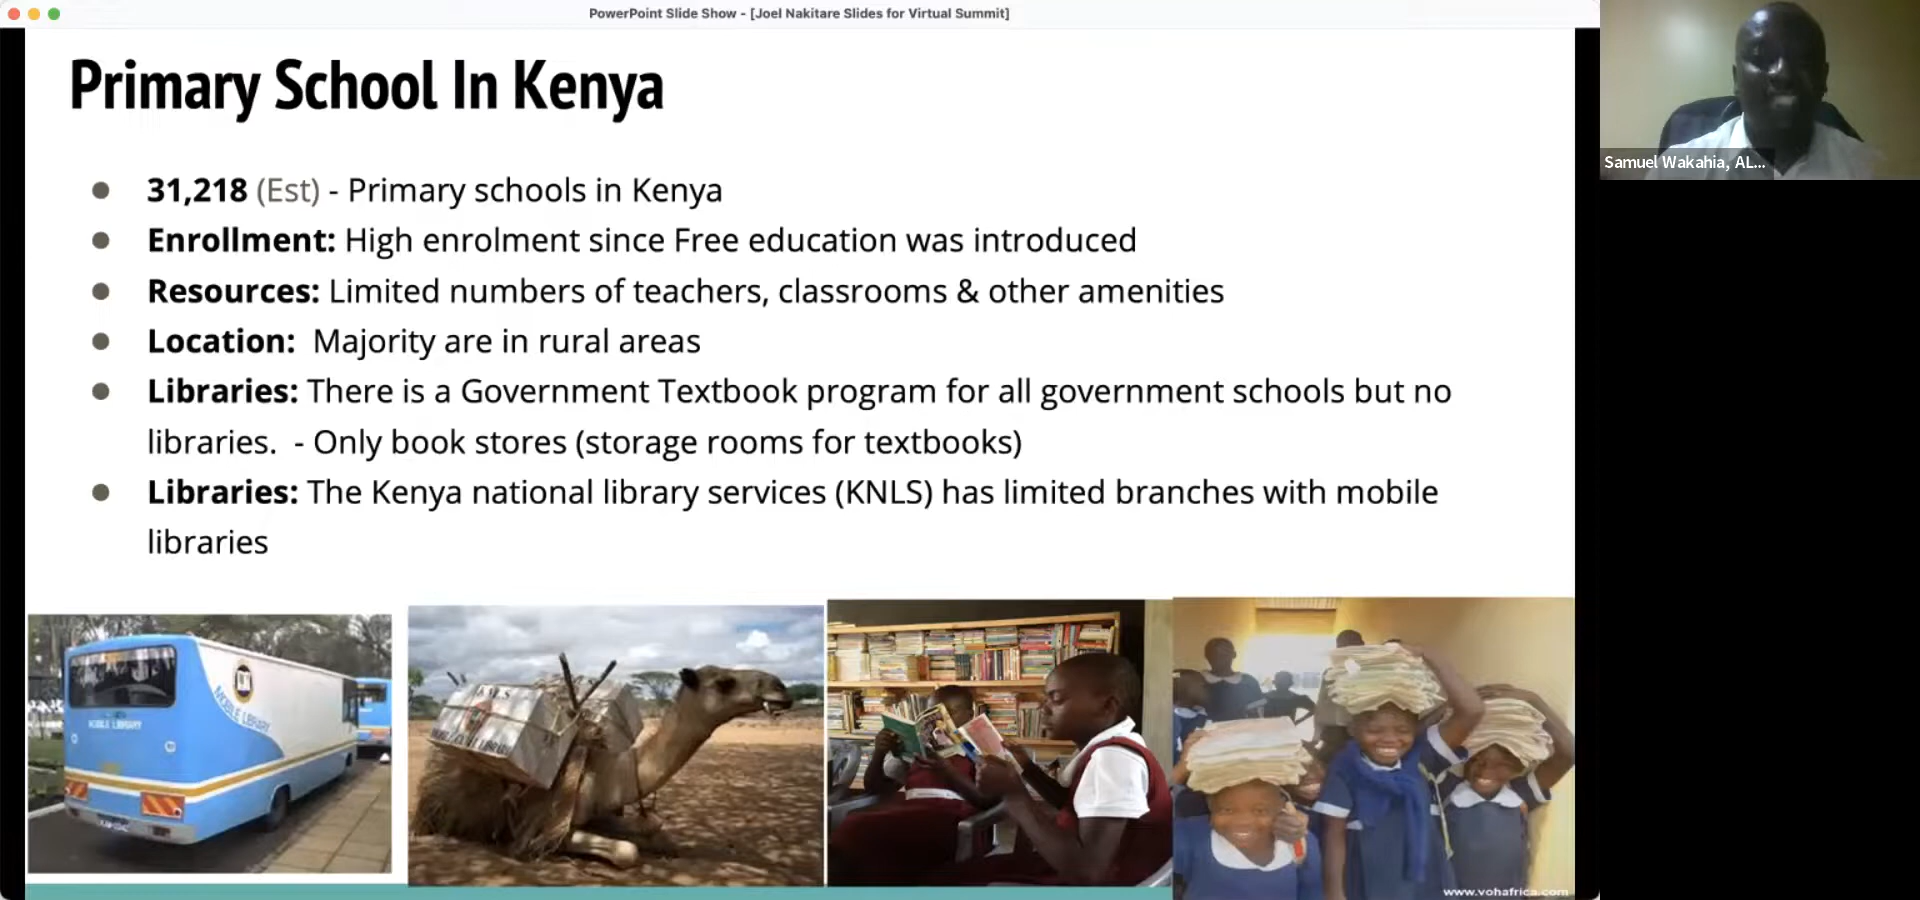 PowerPoint Slide Show - [Joel Nakitare Slides for Virtual Summit]
Primary School In Kenya
31,218 (Est) - Primary schools in Kenya
Enrollment: High enrolment since Free education was introduced
Resources: Limited numbers of teachers, classrooms & other amenities
Location: Majority are in rural areas
Libraries: There is a Government Textbook program for all government schools but no
libraries. - Only book stores (storage rooms for textbooks)
Libraries: The Kenya national library services (KNLS) has limited branches with mobile
libraries
Samuel Wakahia, AL...
MOBILE LIBRARY
MOBILE LIBRARY
www.vohafrica.com